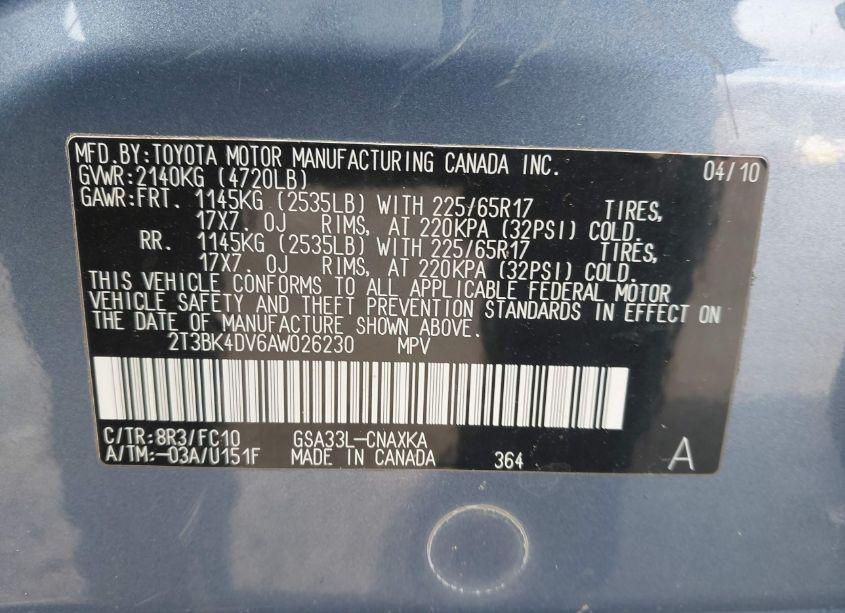 MFD.BY:TOYOTA MOTOR MANUFACTURING CANADA INC. 04/10
GVWR:2140KG (4720LB)
GAWR:FRT. 1145KG (2535LB) WITH 225/65R17 TIRES,
17X7. 0J RIMS, AT 220KPA (32PSI) COLD.
RR. 1145KG (2535LB) WITH 225/65R17 TIRES,
17X7. 0J RIMS, AT 220KPA (32PSI) COLD.
THIS VEHICLE CONFORMS TO ALL APPLICABLE FEDERAL MOTOR
VEHICLE SAFETY AND THEFT PREVENTION STANDARDS IN EFFECT ON
THE DATE OF MANUFACTURE SHOWN ABOVE.
2T3BK4DV6AW026230 MPV
C/TR:8R3/FC10 GSA33L-CNAXKA
A/TM:-03A/U151F MADE IN CANADA 364 A